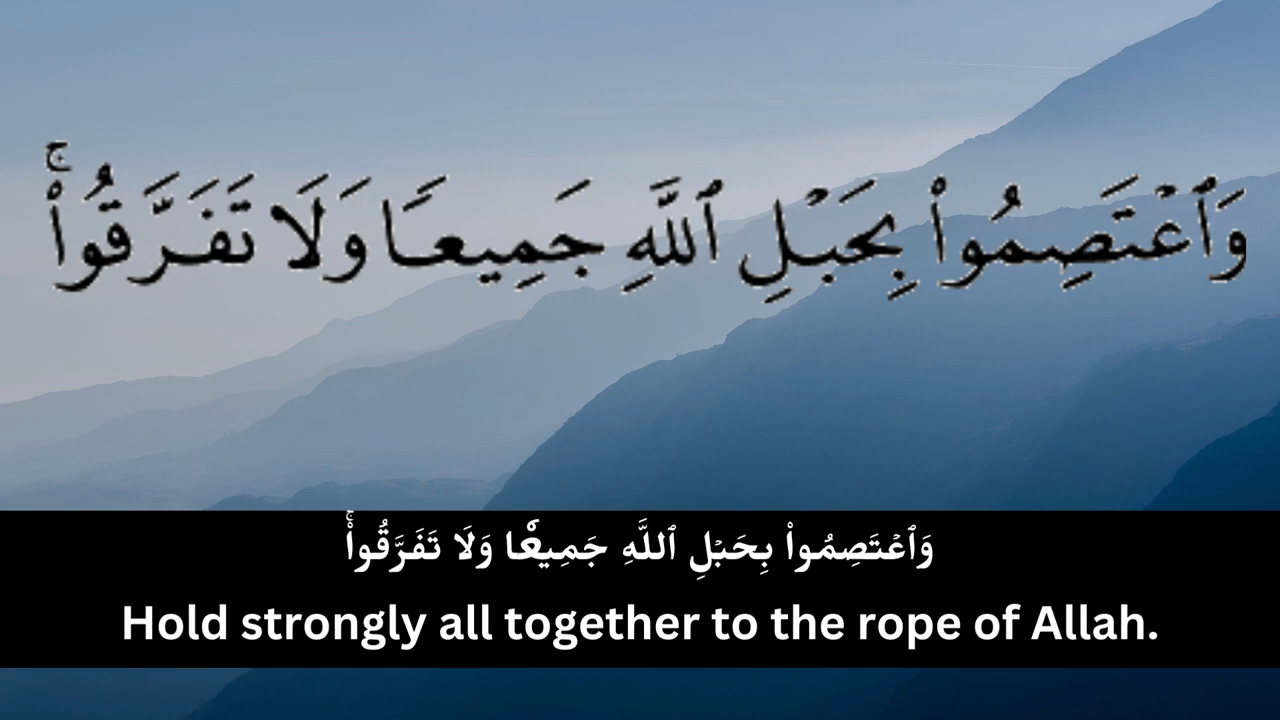 وَٱعْتَصِمُوا۟ بِحَبْلِ ٱللَّهِ جَمِيعًا وَلَا تَفَرَّقُوا۟ ۚ
وَٱعْتَصِمُوا۟ بِحَبْلِ ٱللَّهِ جَمِيعًا وَلَا تَفَرَّقُوا۟ ۚ
Hold strongly all together to the rope of Allah.